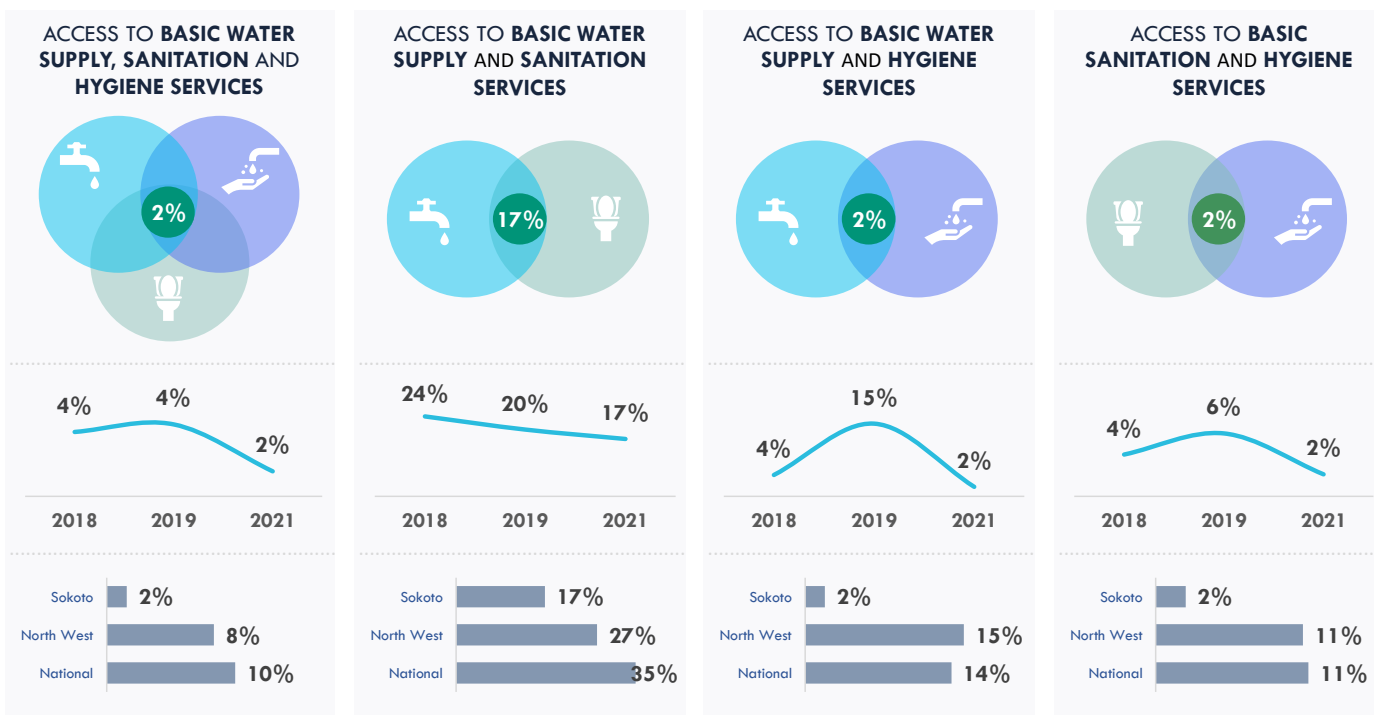 ACCESS TO BASIC WATER
SUPPLY, SANITATION AND
HYGIENE SERVICES
2%
4%
4%
2%
2018
2019
2021
Sokoto
2%
North West
8%
National
10%
ACCESS TO BASIC WATER
SUPPLY AND SANITATION
SERVICES
17%
24%
20%
17%
2018
2019
2021
Sokoto
17%
North West
27%
National
35%
ACCESS TO BASIC WATER
SUPPLY AND HYGIENE
SERVICES
2%
4%
15%
2%
2018
2019
2021
Sokoto
2%
North West
15%
National
14%
ACCESS TO BASIC
SANITATION AND HYGIENE
SERVICES
2%
4%
6%
2%
2018
2019
2021
Sokoto
2%
North West
11%
National
11%